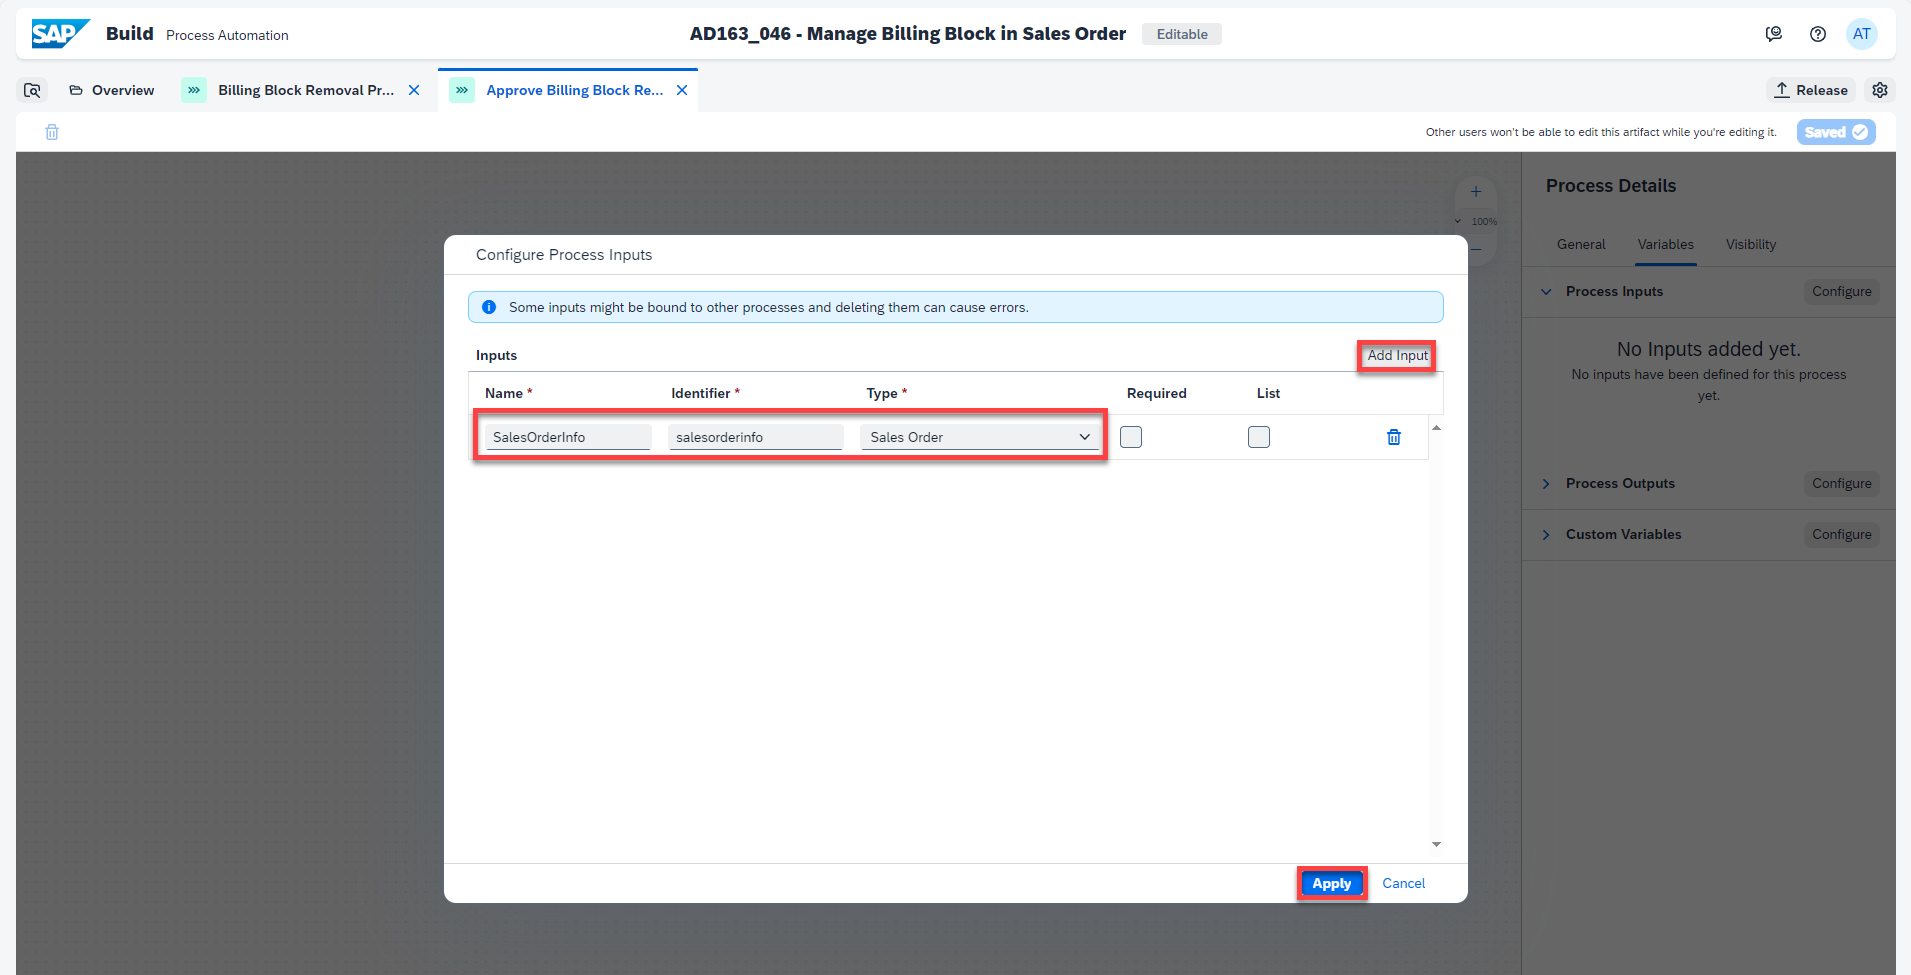 SAP Build Process Automation
AD163_046 - Manage Billing Block in Sales Order Editable
AT
Overview
Billing Block Removal Pr...
Approve Billing Block Re...
Release
Other users won't be able to edit this artifact while you're editing it.
Saved
100%
Process Details
General Variables Visibility
Process Inputs Configure
No Inputs added yet.
No inputs have been defined for this process
yet.
Process Outputs Configure
Custom Variables Configure
Configure Process Inputs
Some inputs might be bound to other processes and deleting them can cause errors.
Inputs Add Input
Name * Identifier * Type * Required List
SalesOrderInfo salesorderinfo Sales Order
Apply Cancel